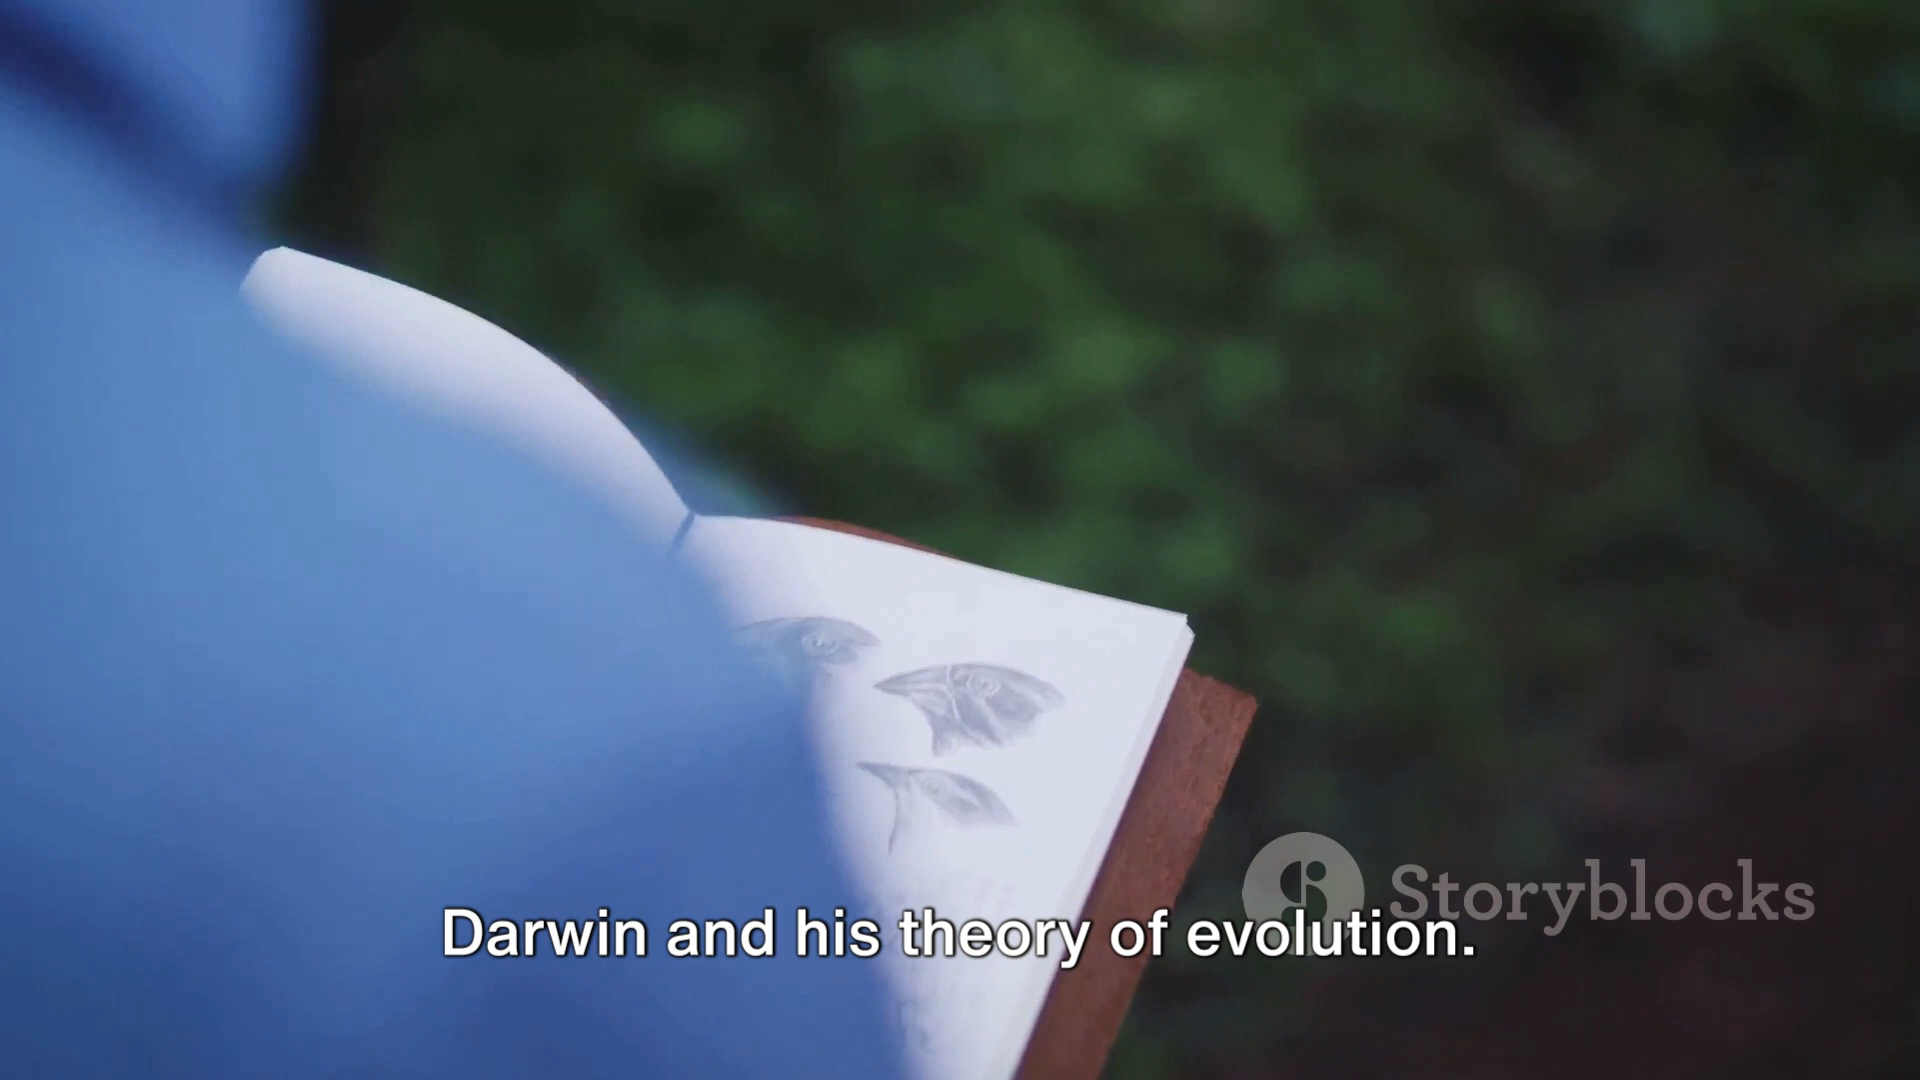 Storyblocks
Darwin and his theory of evolution.